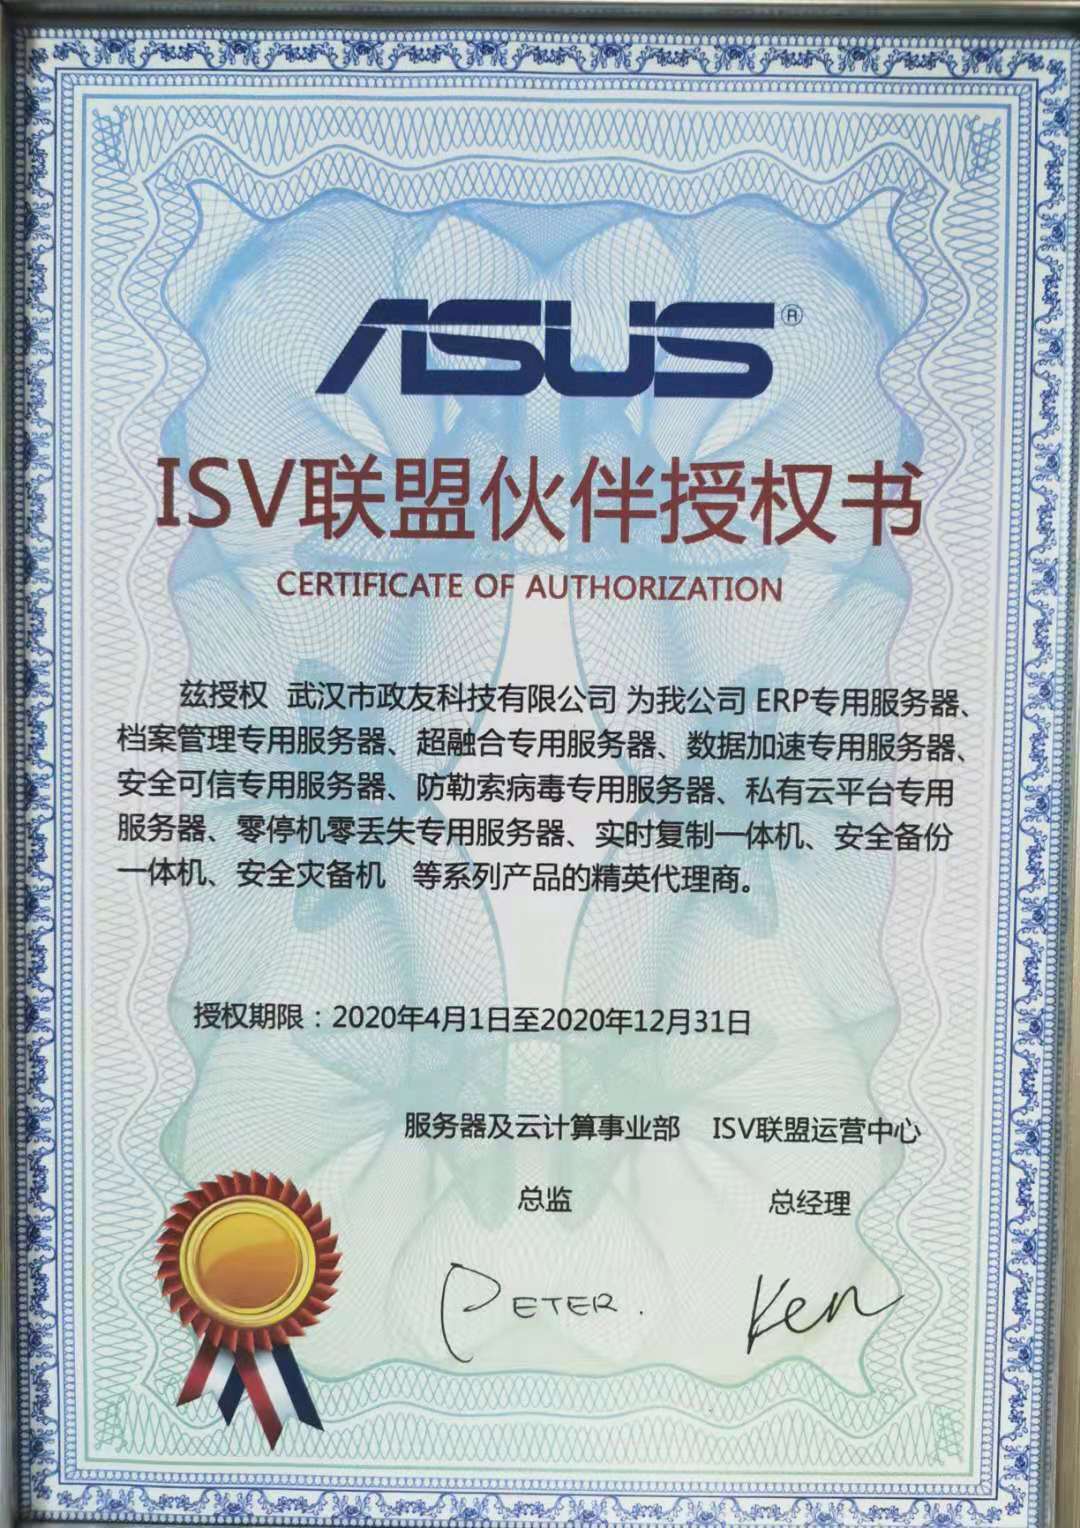 ASUS®
ISV联盟伙伴授权书
CERTIFICATE OF AUTHORIZATION
兹授权 武汉市政友科技有限公司 为我公司 ERP专用服务器、
档案管理专用服务器、超融合专用服务器、数据加速专用服务器、
安全可信专用服务器、防勒索病毒专用服务器、私有云平台专用
服务器、零停机零丢失专用服务器、实时复制一体机、安全备份
一体机、安全灾备机 等系列产品的精英代理商。
授权期限：2020年4月1日至2020年12月31日
服务器及云计算事业部 ISV联盟运营中心
总监 总经理
PETER. Ken